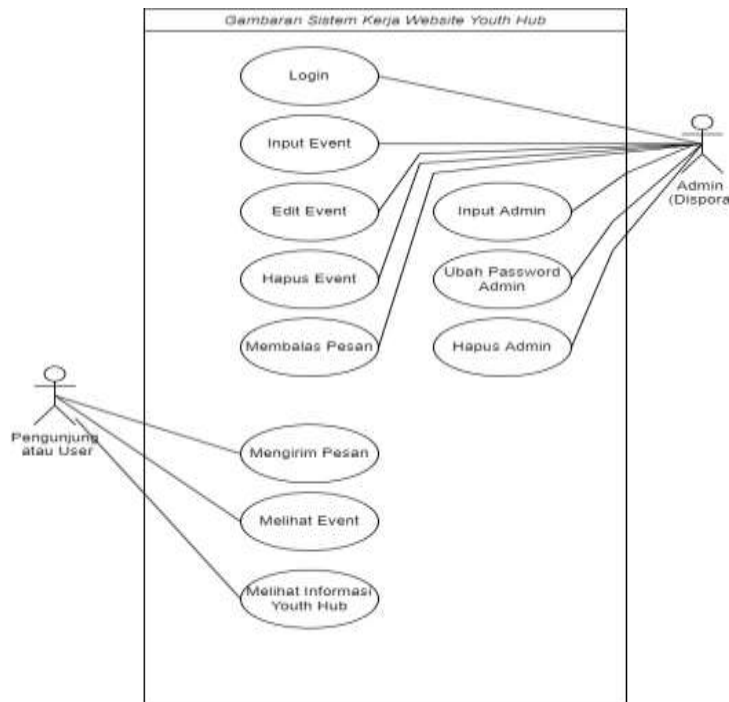 Gambaran Sistem Kerja Website Youth Hub
Login
Input Event
Edit Event
Hapus Event
Membalas Pesan
Input Admin
Ubah Password
Admin
Hapus Admin
Admin
(Dispora
Pengunjung
atau User
Mengirim Pesan
Melihat Event
Melihat Informasi
Youth Hub